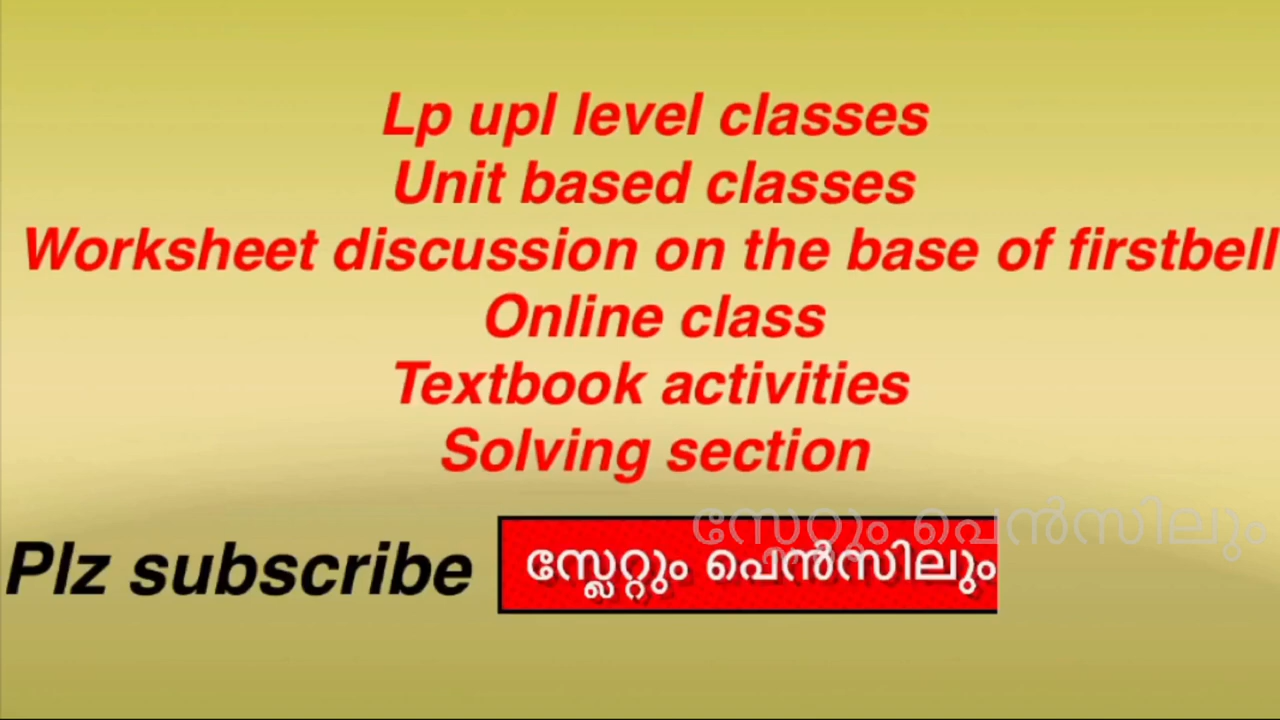 Lp upl level classes
Unit based classes
Worksheet discussion on the base of firstbell
Online class
Textbook activities
Solving section
Plz subscribe
സ്ലേറ്റും പെൻസിലും
സ്ലേറ്റും പെൻസിലും